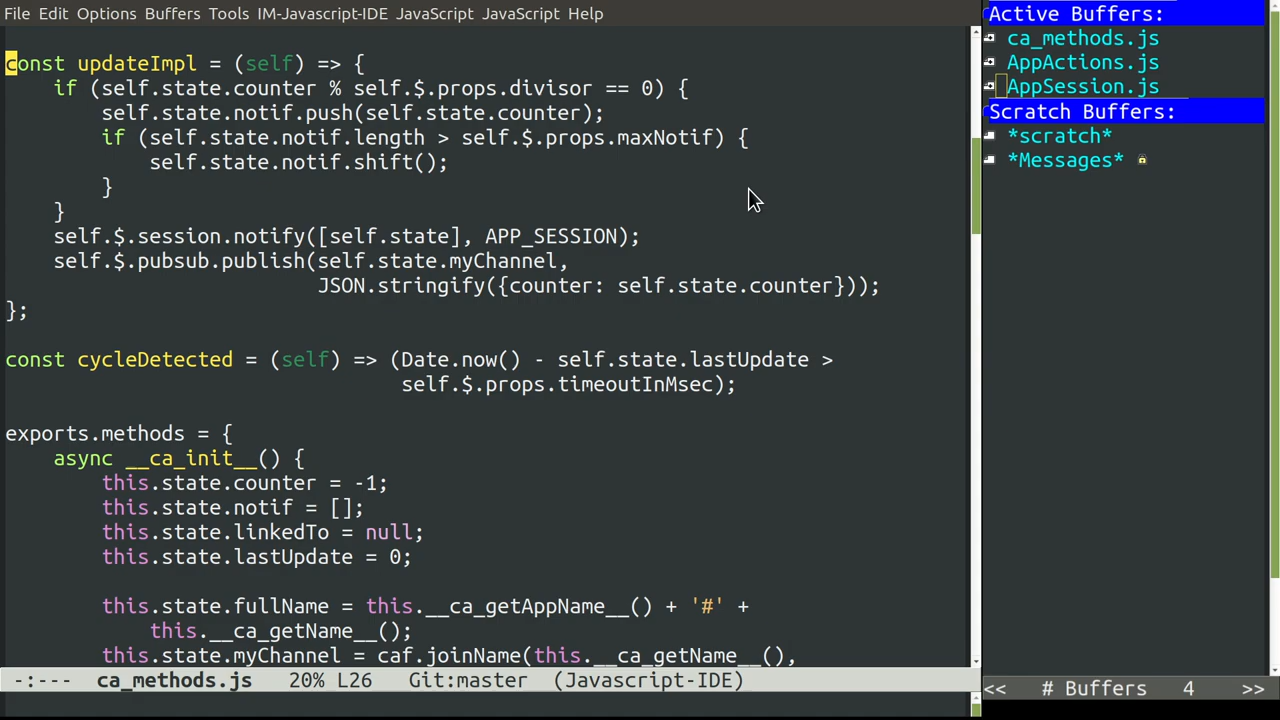 File Edit Options Buffers Tools IM-Javascript-IDE JavaScript JavaScript Help
const updateImpl = (self) => {
    if (self.state.counter % self.$.props.divisor == 0) {
        self.state.notif.push(self.state.counter);
        if (self.state.notif.length > self.$.props.maxNotif) {
            self.state.notif.shift();
        }
    }
    self.$.session.notify([self.state], APP_SESSION);
    self.$.pubsub.publish(self.state.myChannel,
                          JSON.stringify({counter: self.state.counter}));
};
const cycleDetected = (self) => (Date.now() - self.state.lastUpdate >
                                 self.$.props.timeoutInMsec);
exports.methods = {
    async __ca_init__() {
        this.state.counter = -1;
        this.state.notif = [];
        this.state.linkedTo = null;
        this.state.lastUpdate = 0;
        this.state.fullName = this.__ca_getAppName__() + '#' +
            this.__ca_getName__();
        this.state.myChannel = caf.joinName(this.__ca_getName__(),
-:---  ca_methods.js   20% L26   Git:master  (Javascript-IDE)
Active Buffers:
ca_methods.js
AppActions.js
AppSession.js
Scratch Buffers:
*scratch*
*Messages*
<<   # Buffers   4    >>